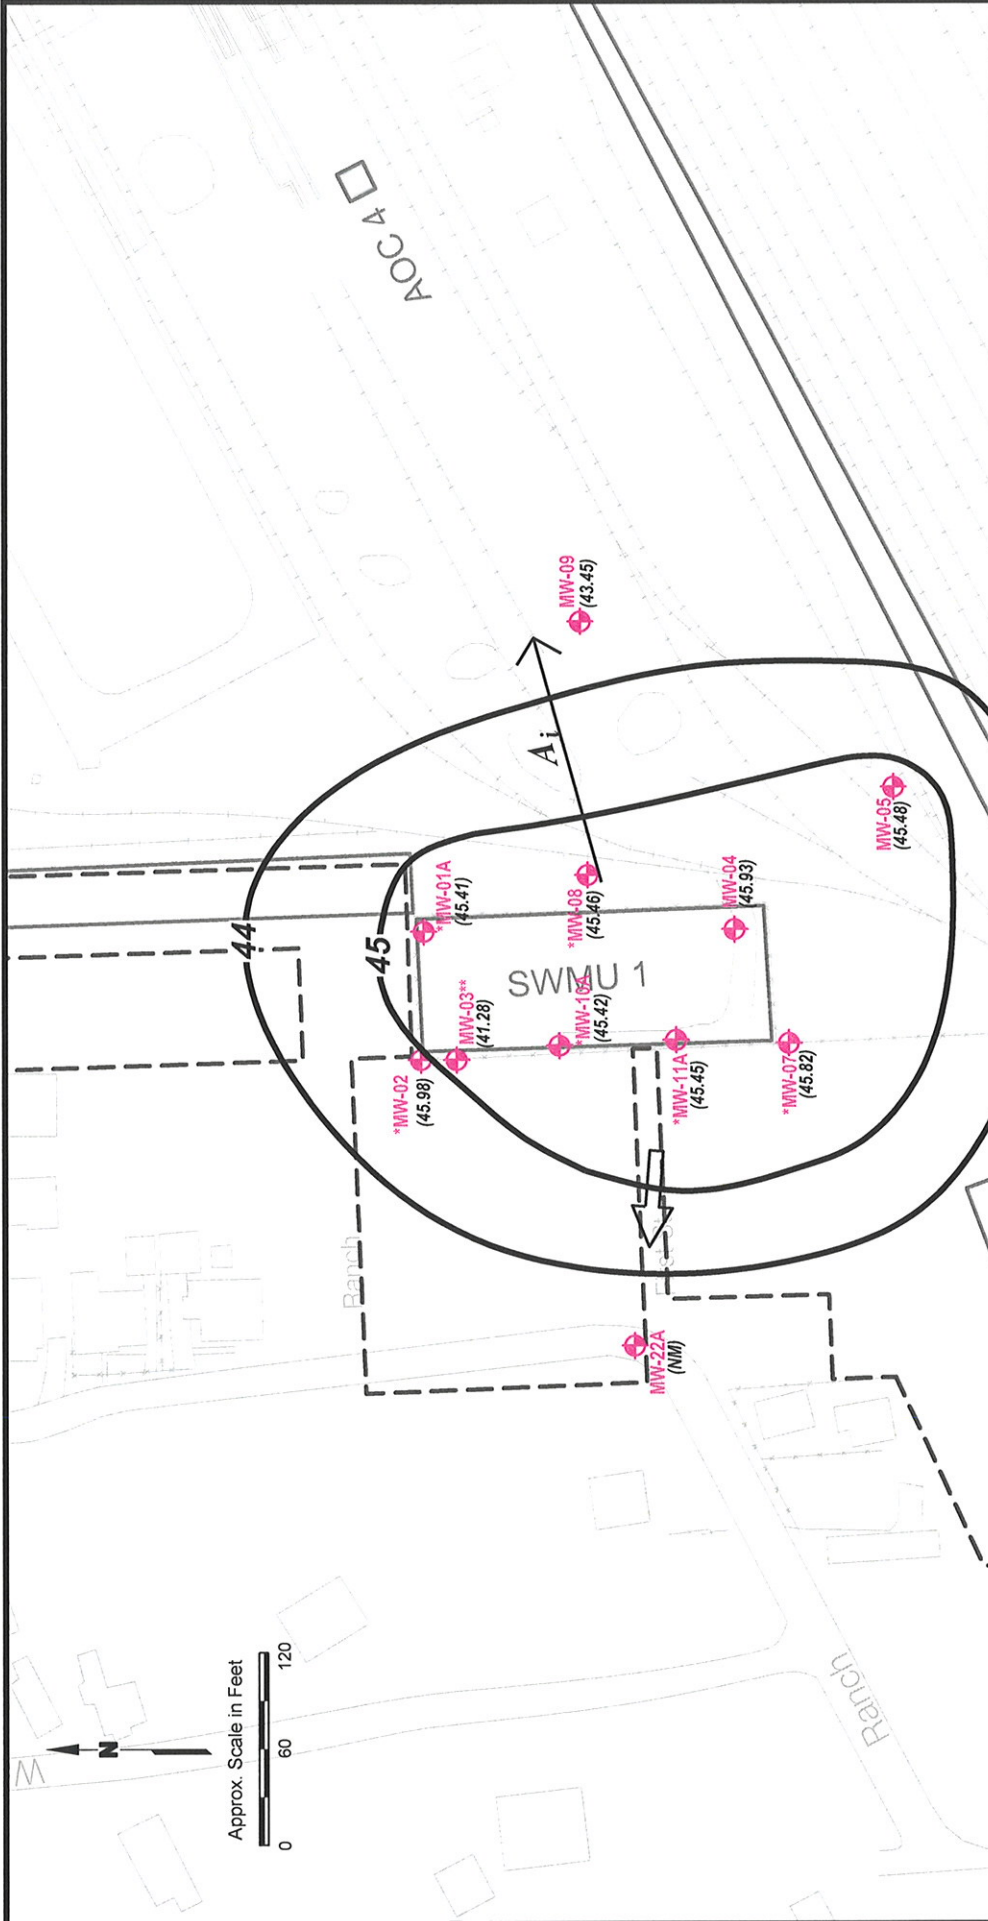 AOC 4
MW-09
(43.45)
A i
44
45
*MW-01A
(45.41)
*MW-08
(45.46)
MW-04
(45.93)
MW-05
(45.48)
SWMU 1
MW-03**
(41.28)
*MW-10A
(45.42)
*MW-02
(45.98)
*MW-11A
(45.45)
*MW-07
(45.82)
Ranch
MW-22A
(NM)
Ranch
W
N
Approx. Scale in Feet
0 60 120